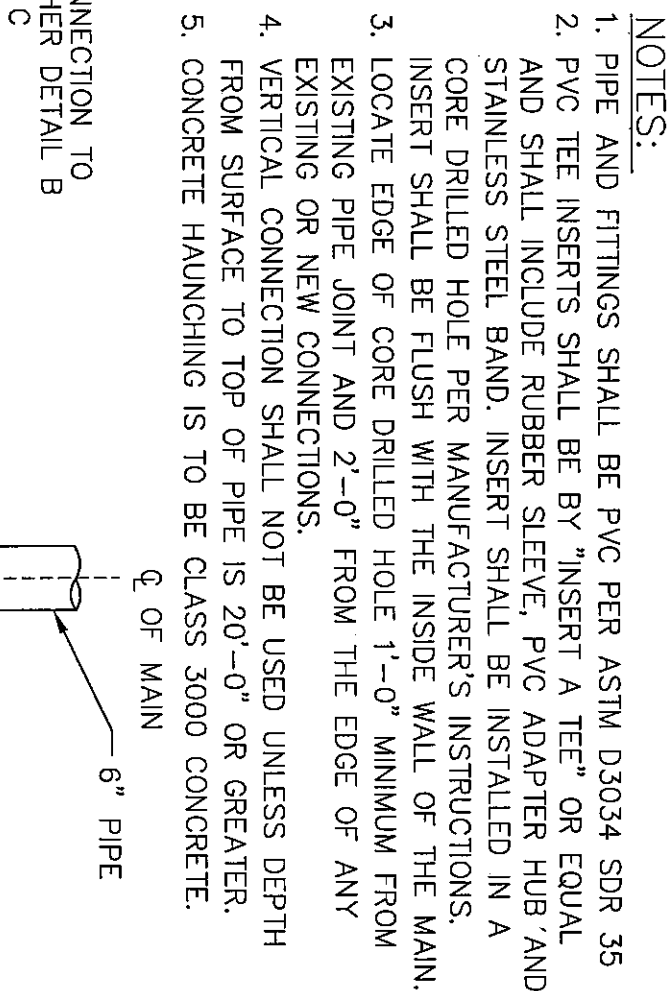 NOTES:
1. PIPE AND FITTINGS SHALL BE PVC PER ASTM D3034 SDR 35
2. PVC TEE INSERTS SHALL BE BY "INSERT A TEE" OR EQUAL
AND SHALL INCLUDE RUBBER SLEEVE, PVC ADAPTER HUB AND
STAINLESS STEEL BAND. INSERT SHALL BE INSTALLED IN A
CORE DRILLED HOLE PER MANUFACTURER'S INSTRUCTIONS.
INSERT SHALL BE FLUSH WITH THE INSIDE WALL OF THE MAIN.
3. LOCATE EDGE OF CORE DRILLED HOLE 1'-0" MINIMUM FROM
EXISTING PIPE JOINT AND 2'-0" FROM THE EDGE OF ANY
EXISTING OR NEW CONNECTIONS.
4. VERTICAL CONNECTION SHALL NOT BE USED UNLESS DEPTH
FROM SURFACE TO TOP OF PIPE IS 20'-0" OR GREATER.
5. CONCRETE HAUNCHING IS TO BE CLASS 3000 CONCRETE.
NNECTION TO
HER DETAIL B
C
℄ OF MAIN
6" PIPE